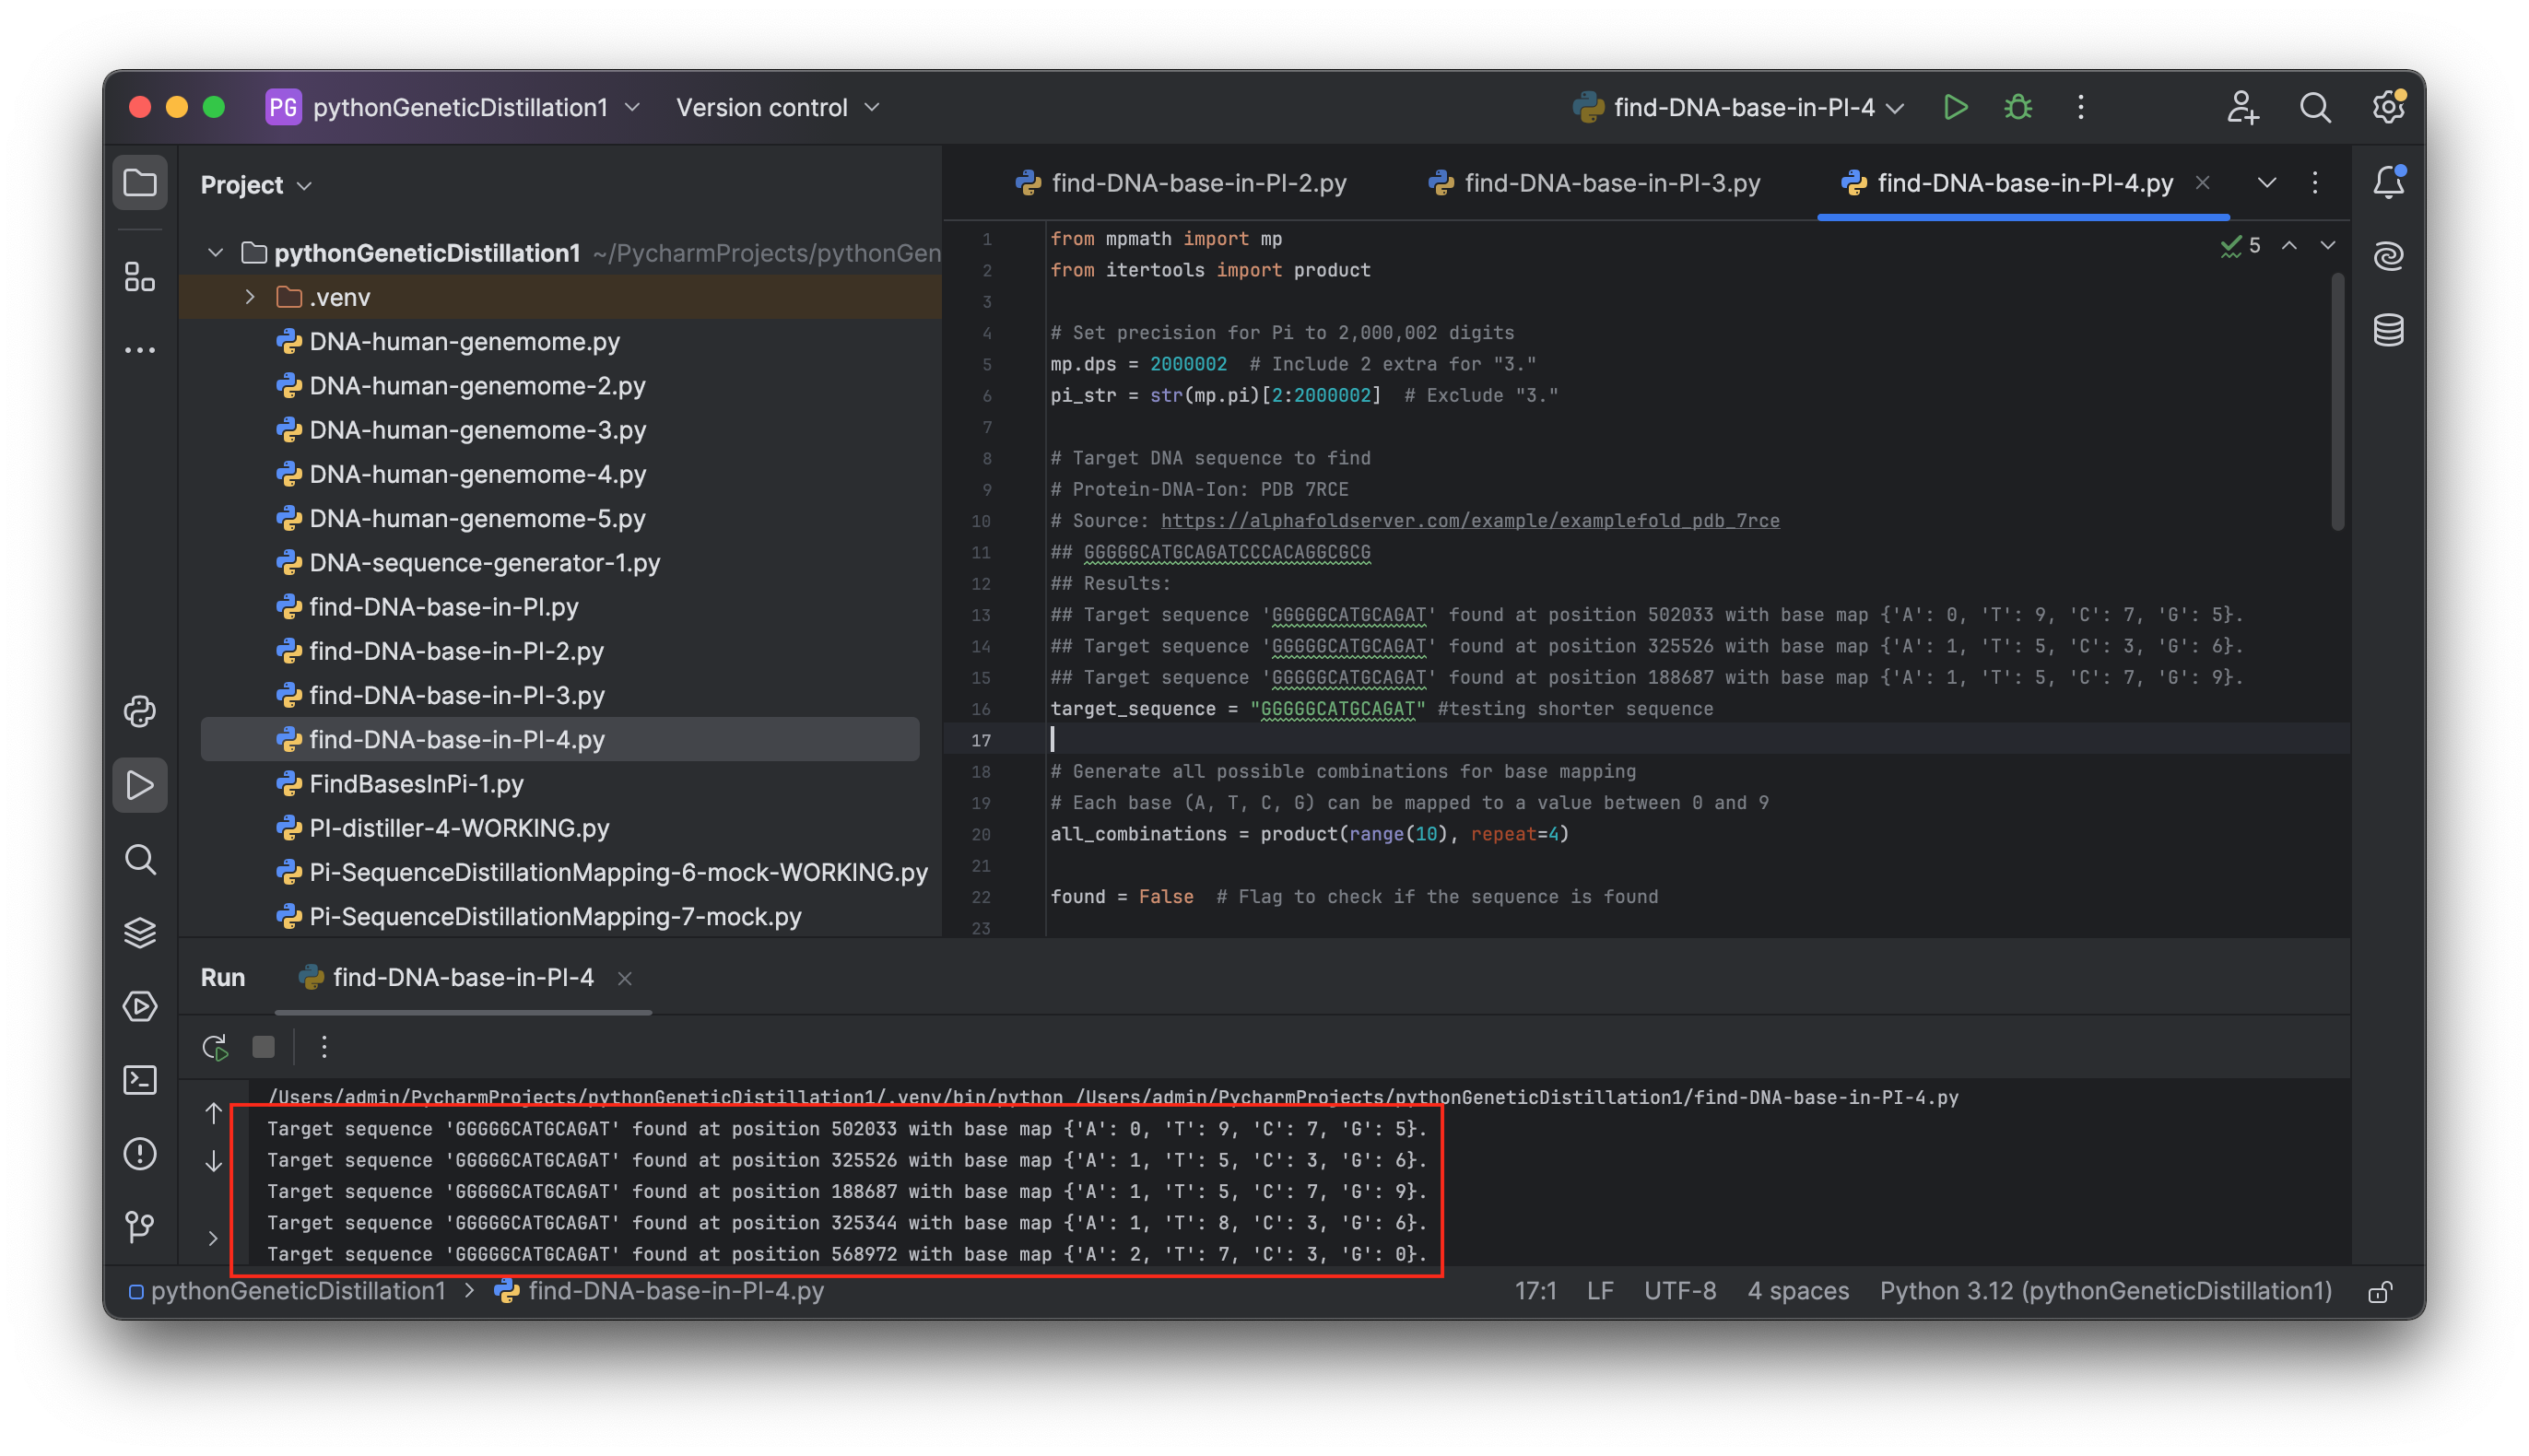 PG pythonGeneticDistillation1 Version control find-DNA-base-in-PI-4
Project
pythonGeneticDistillation1 ~/PycharmProjects/pythonGen
.venv
DNA-human-genemome.py
DNA-human-genemome-2.py
DNA-human-genemome-3.py
DNA-human-genemome-4.py
DNA-human-genemome-5.py
DNA-sequence-generator-1.py
find-DNA-base-in-PI.py
find-DNA-base-in-PI-2.py
find-DNA-base-in-PI-3.py
find-DNA-base-in-PI-4.py
FindBasesInPi-1.py
PI-distiller-4-WORKING.py
Pi-SequenceDistillationMapping-6-mock-WORKING.py
Pi-SequenceDistillationMapping-7-mock.py
find-DNA-base-in-PI-2.py find-DNA-base-in-PI-3.py find-DNA-base-in-PI-4.py
5
1 from mpmath import mp
2 from itertools import product
3
4 # Set precision for Pi to 2,000,002 digits
5 mp.dps = 2000002  # Include 2 extra for "3."
6 pi_str = str(mp.pi)[2:2000002]  # Exclude "3."
7
8 # Target DNA sequence to find
9 # Protein-DNA-Ion: PDB 7RCE
10 # Source: https://alphafoldserver.com/example/examplefold_pdb_7rce
11 ## GGGGGCATGCAGATCCCACAGGCGCG
12 ## Results:
13 ## Target sequence 'GGGGGCATGCAGAT' found at position 502033 with base map {'A': 0, 'T': 9, 'C': 7, 'G': 5}.
14 ## Target sequence 'GGGGGCATGCAGAT' found at position 325526 with base map {'A': 1, 'T': 5, 'C': 3, 'G': 6}.
15 ## Target sequence 'GGGGGCATGCAGAT' found at position 188687 with base map {'A': 1, 'T': 5, 'C': 7, 'G': 9}.
16 target_sequence = "GGGGGCATGCAGAT" #testing shorter sequence
17
18 # Generate all possible combinations for base mapping
19 # Each base (A, T, C, G) can be mapped to a value between 0 and 9
20 all_combinations = product(range(10), repeat=4)
21
22 found = False  # Flag to check if the sequence is found
23
Run find-DNA-base-in-PI-4
/Users/admin/PycharmProjects/pythonGeneticDistillation1/.venv/bin/python /Users/admin/PycharmProjects/pythonGeneticDistillation1/find-DNA-base-in-PI-4.py
Target sequence 'GGGGGCATGCAGAT' found at position 502033 with base map {'A': 0, 'T': 9, 'C': 7, 'G': 5}.
Target sequence 'GGGGGCATGCAGAT' found at position 325526 with base map {'A': 1, 'T': 5, 'C': 3, 'G': 6}.
Target sequence 'GGGGGCATGCAGAT' found at position 188687 with base map {'A': 1, 'T': 5, 'C': 7, 'G': 9}.
Target sequence 'GGGGGCATGCAGAT' found at position 325344 with base map {'A': 1, 'T': 8, 'C': 3, 'G': 6}.
Target sequence 'GGGGGCATGCAGAT' found at position 568972 with base map {'A': 2, 'T': 7, 'C': 3, 'G': 0}.
pythonGeneticDistillation1 > find-DNA-base-in-PI-4.py 17:1 LF UTF-8 4 spaces Python 3.12 (pythonGeneticDistillation1)